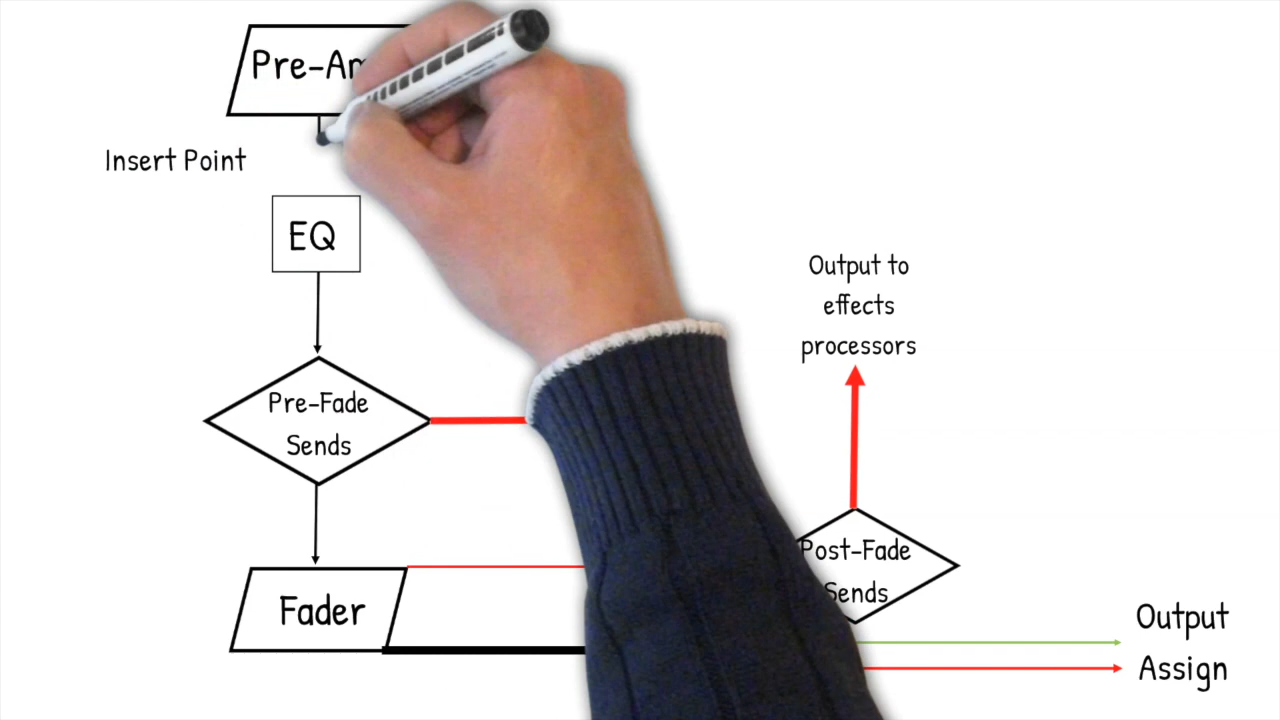 Insert Point
EQ
Pre-Fade
Sends
Fader
Output to
effects
processors
Post-Fade
Sends
Output
Assign